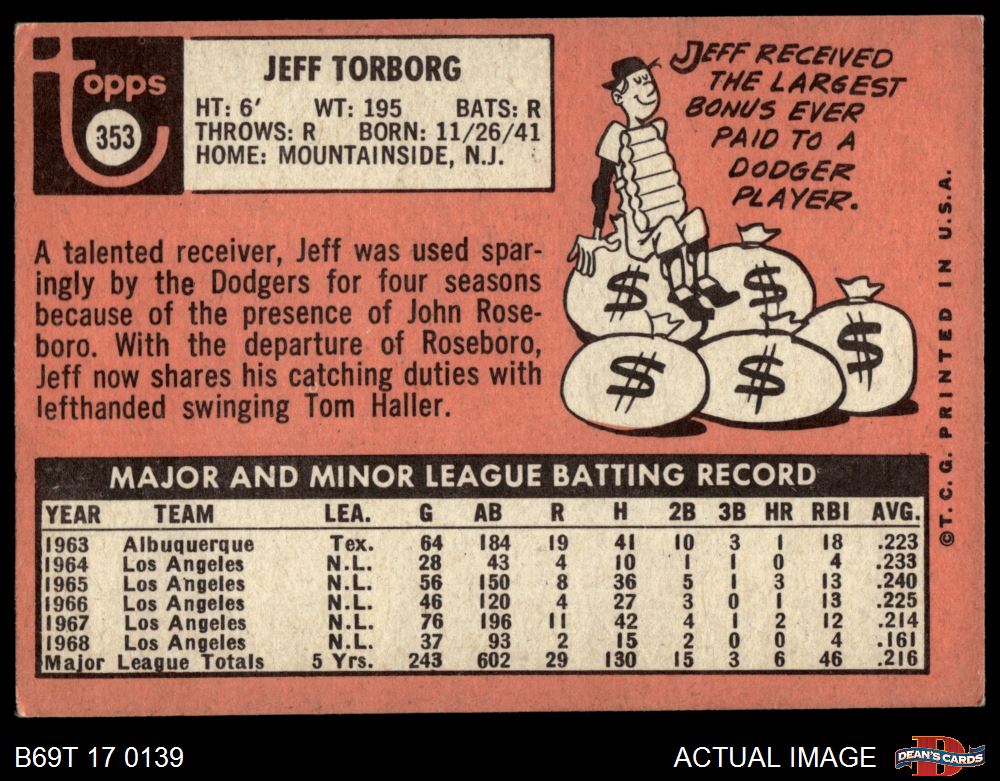 Topps
353
JEFF TORBORG
HT: 6' WT: 195 BATS: R
THROWS: R BORN: 11/26/41
HOME: MOUNTAINSIDE, N.J.
JEFF RECEIVED
THE LARGEST
BONUS EVER
PAID TO A
DODGER
PLAYER.
$ $
$ $ $
A talented receiver, Jeff was used spar-
ingly by the Dodgers for four seasons
because of the presence of John Rose-
boro. With the departure of Roseboro,
Jeff now shares his catching duties with
lefthanded swinging Tom Haller.
©T. C. G. PRINTED IN U.S.A.
MAJOR AND MINOR LEAGUE BATTING RECORD
YEAR TEAM LEA. G AB R H 2B 3B HR RBI AVG.
1963 Albuquerque Tex. 64 184 19 41 10 3 1 18 .223
1964 Los Angeles N.L. 28 43 4 10 1 1 0 4 .233
1965 Los Angeles N.L. 56 150 8 36 5 1 3 13 .240
1966 Los Angeles N.L. 46 120 4 27 3 0 1 13 .225
1967 Los Angeles N.L. 76 196 11 42 4 1 2 12 .214
1968 Los Angeles N.L. 37 93 2 15 2 0 0 4 .161
Major League Totals 5 Yrs. 243 602 29 130 15 3 6 46 .216
B69T 17 0139
ACTUAL IMAGE
DEAN'S CARDS